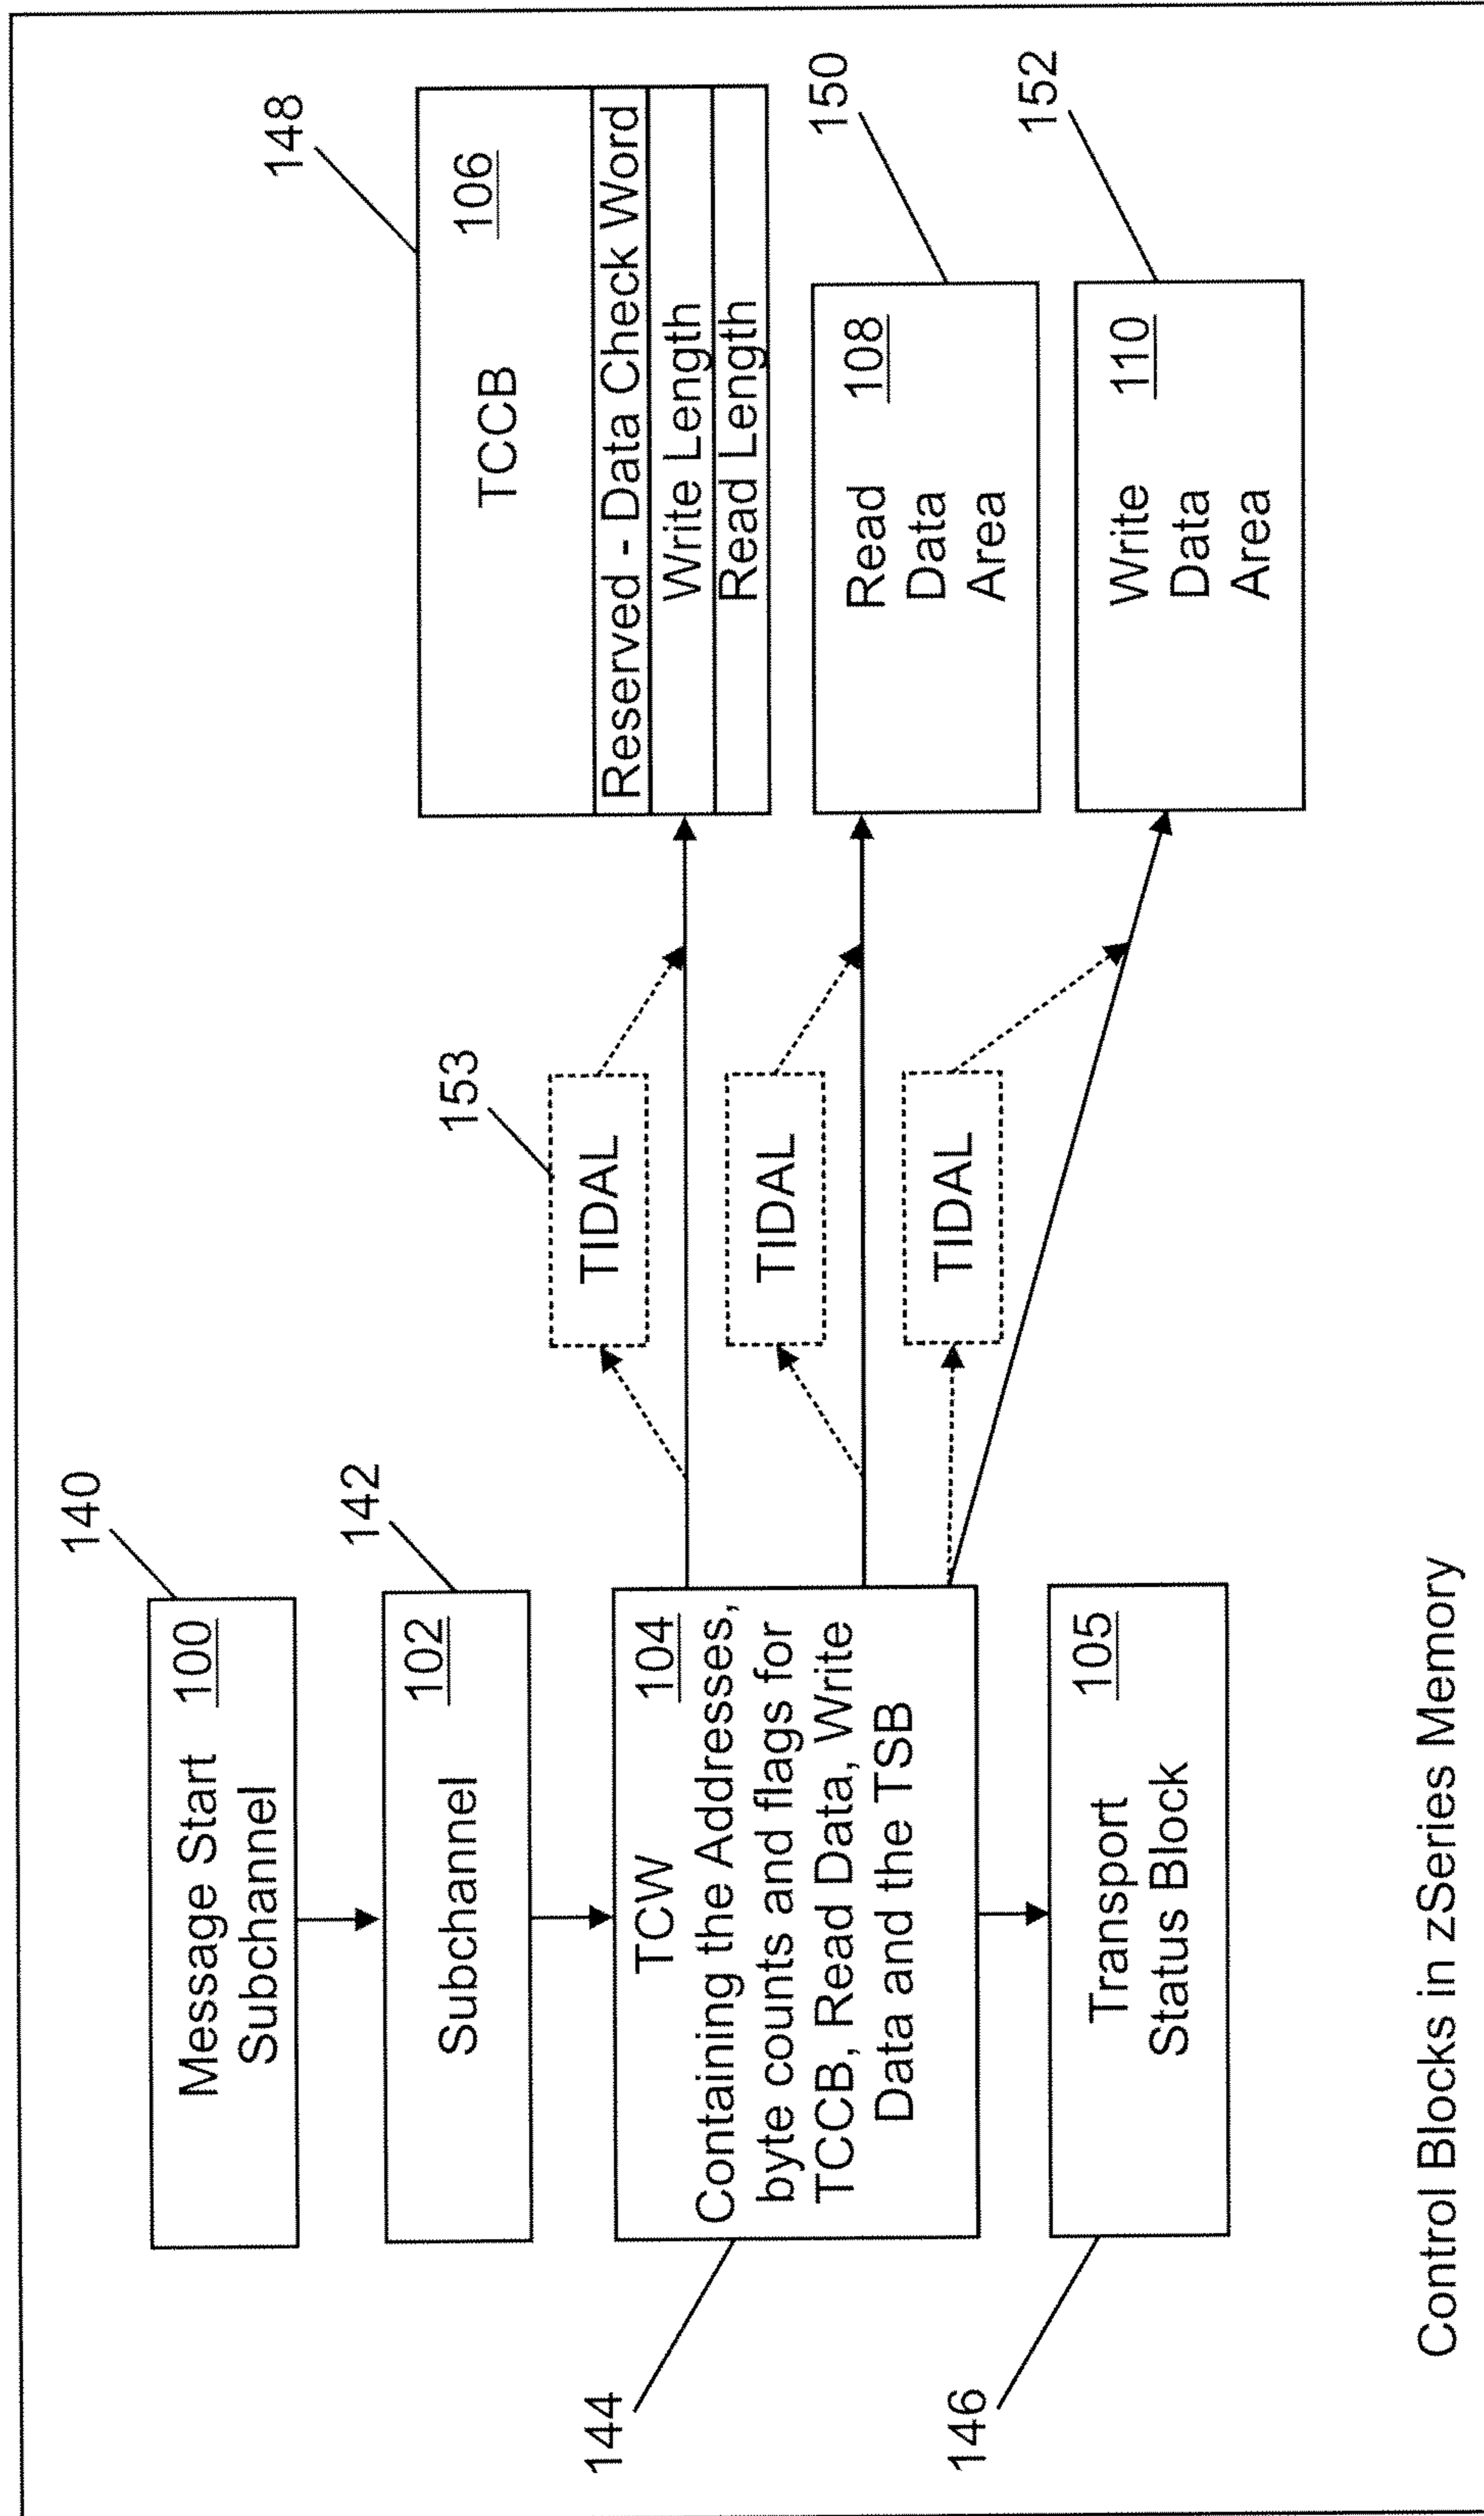 140
Message Start
Subchannel
100
142
Subchannel
102
144
TCW
104
Containing the Addresses,
byte counts and flags for
TCCB, Read Data, Write
Data and the TSB
146
Transport
Status Block
105
153
TIDAL
TIDAL
TIDAL
148
TCCB
106
Reserved - Data Check Word
Write Length
Read Length
150
Read
Data
Area
108
152
Write
Data
Area
110
Control Blocks in zSeries Memory